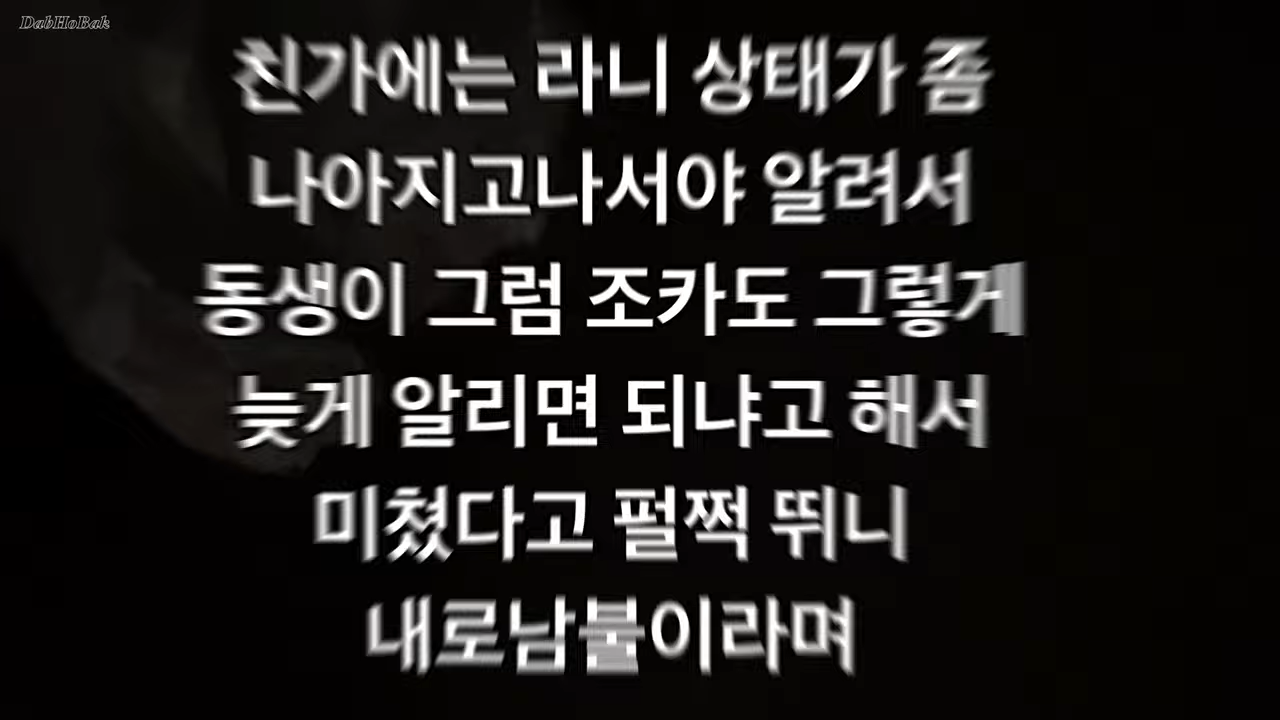 DabHoBak
친가에는 라니 상태가 좀
나아지고나서야 알려서
동생이 그럼 조카도 그렇게
늦게 알리면 되냐고 해서
미쳤다고 펄쩍 뛰니
내로남불이라며